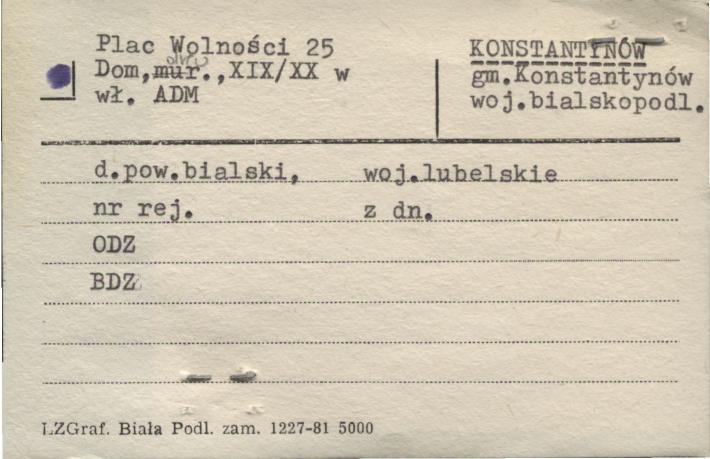 Plac Wolności 25
Dom,mur.,XIX/XX w
wł. ADM
KONSTANTYNÓW
gm.Konstantynów
woj.bialskopodl.
d.pow.bialski, woj.lubelskie
nr rej. z dn.
ODZ
BDZ
LZGraf. Biała Podl. zam. 1227-81 5000